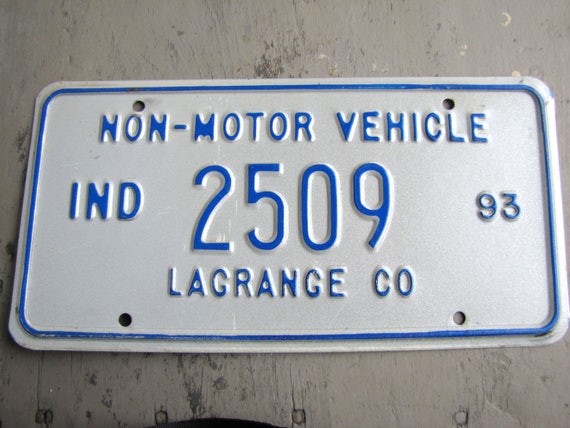 NON-MOTOR VEHICLE
IND 2509 93
LAGRANGE CO